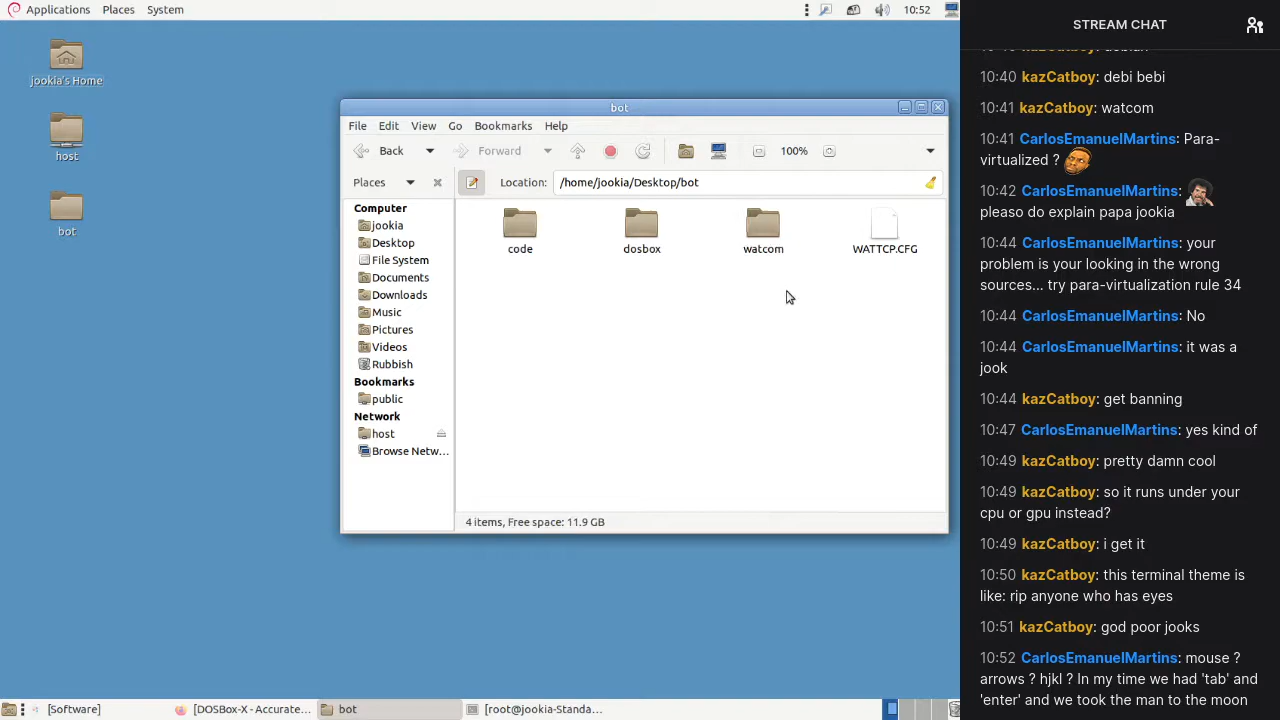 Applications Places System 10:52
jookia's Home
host
bot
bot
File Edit View Go Bookmarks Help
Back Forward 100%
Places Location: /home/jookia/Desktop/bot
Computer
jookia
Desktop
File System
Documents
Downloads
Music
Pictures
Videos
Rubbish
Bookmarks
public
Network
host
Browse Netw...
code dosbox watcom WATTCP.CFG
4 items, Free space: 11.9 GB
[Software] [DOSBox-X - Accurate... bot [root@jookia-Standa...
STREAM CHAT
10:40 kazCatboy: debi bebi
10:41 kazCatboy: watcom
10:41 CarlosEmanuelMartins: Para-
virtualized ?
10:42 CarlosEmanuelMartins:
pleaso do explain papa jookia
10:44 CarlosEmanuelMartins: your
problem is your looking in the wrong
sources... try para-virtualization rule 34
10:44 CarlosEmanuelMartins: No
10:44 CarlosEmanuelMartins: it was a
jook
10:44 kazCatboy: get banning
10:47 CarlosEmanuelMartins: yes kind of
10:49 kazCatboy: pretty damn cool
10:49 kazCatboy: so it runs under your
cpu or gpu instead?
10:49 kazCatboy: i get it
10:50 kazCatboy: this terminal theme is
like: rip anyone who has eyes
10:51 kazCatboy: god poor jooks
10:52 CarlosEmanuelMartins: mouse ?
arrows ? hjkl ? In my time we had 'tab' and
'enter' and we took the man to the moon